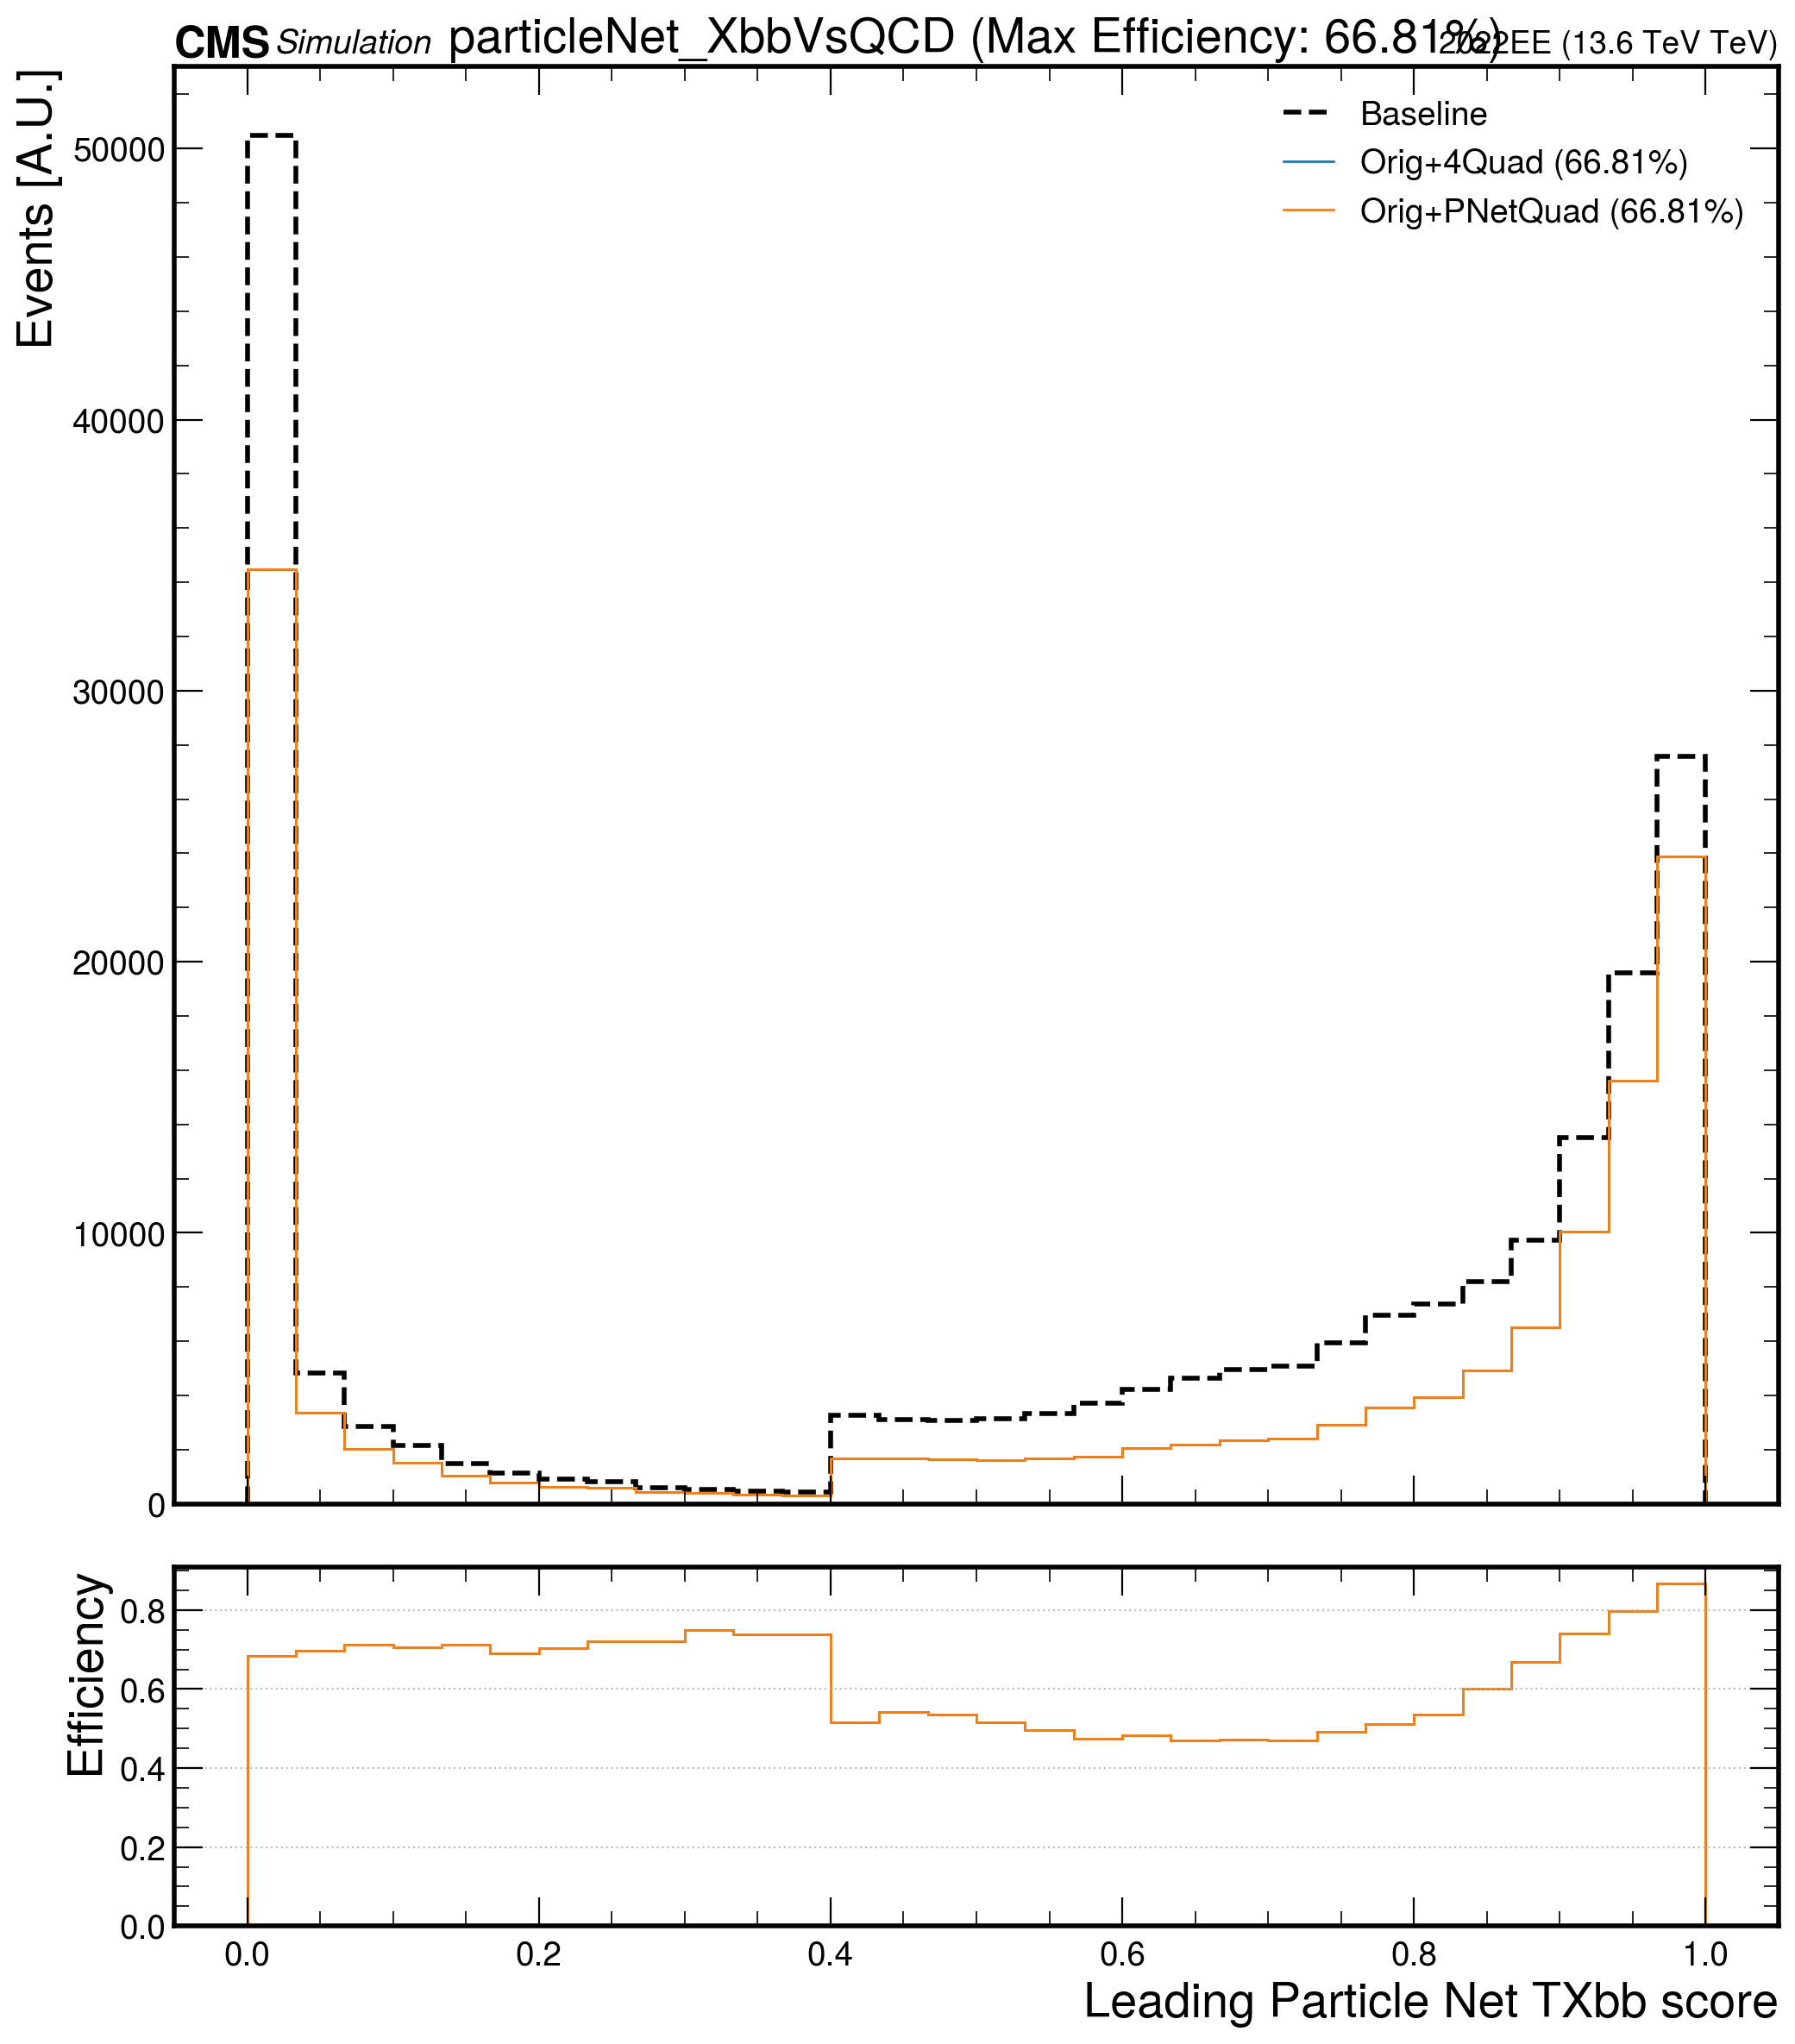 CMS Simulation particleNet_XbbVsQCD (Max Efficiency: 66.81%) 2022EE (13.6 TeV TeV)
Events [A.U.]
Baseline
Orig+4Quad (66.81%)
Orig+PNetQuad (66.81%)
50000
40000
30000
20000
10000
0
Efficiency
0.8
0.6
0.4
0.2
0.0
0.0 0.2 0.4 0.6 0.8 1.0
Leading Particle Net TXbb score